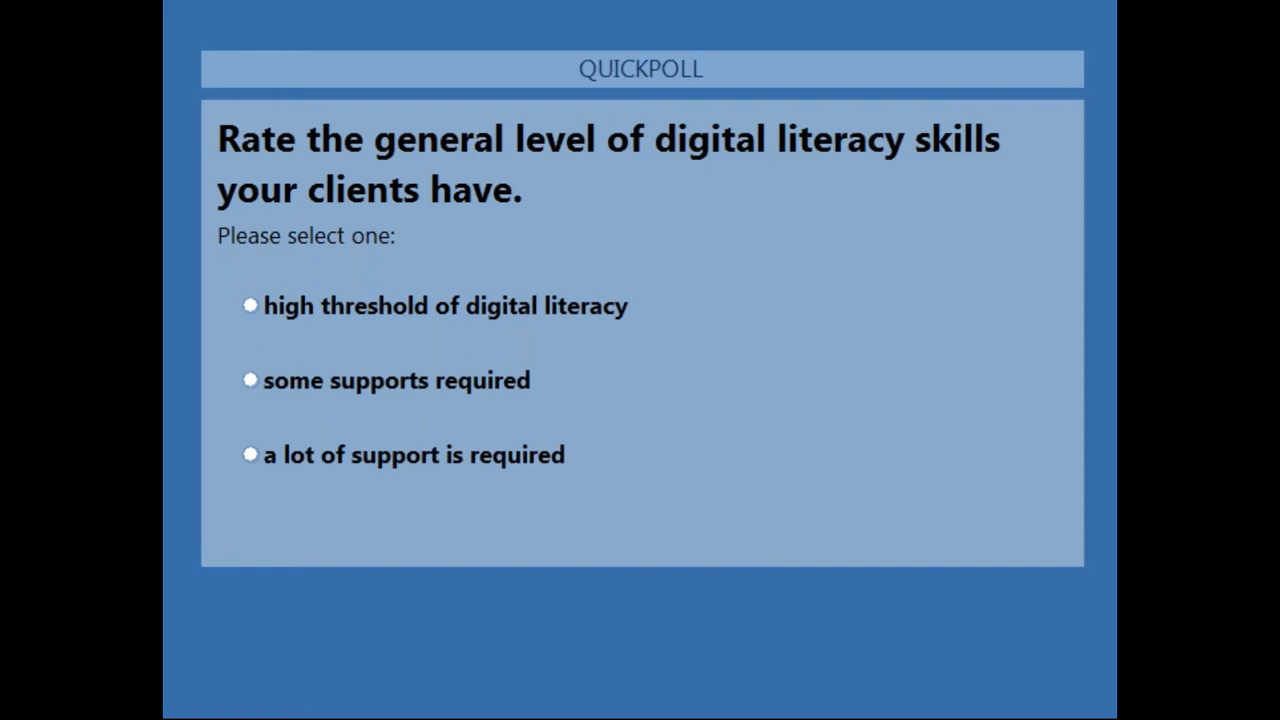 QUICKPOLL
Rate the general level of digital literacy skills
your clients have.
Please select one:
high threshold of digital literacy
some supports required
a lot of support is required